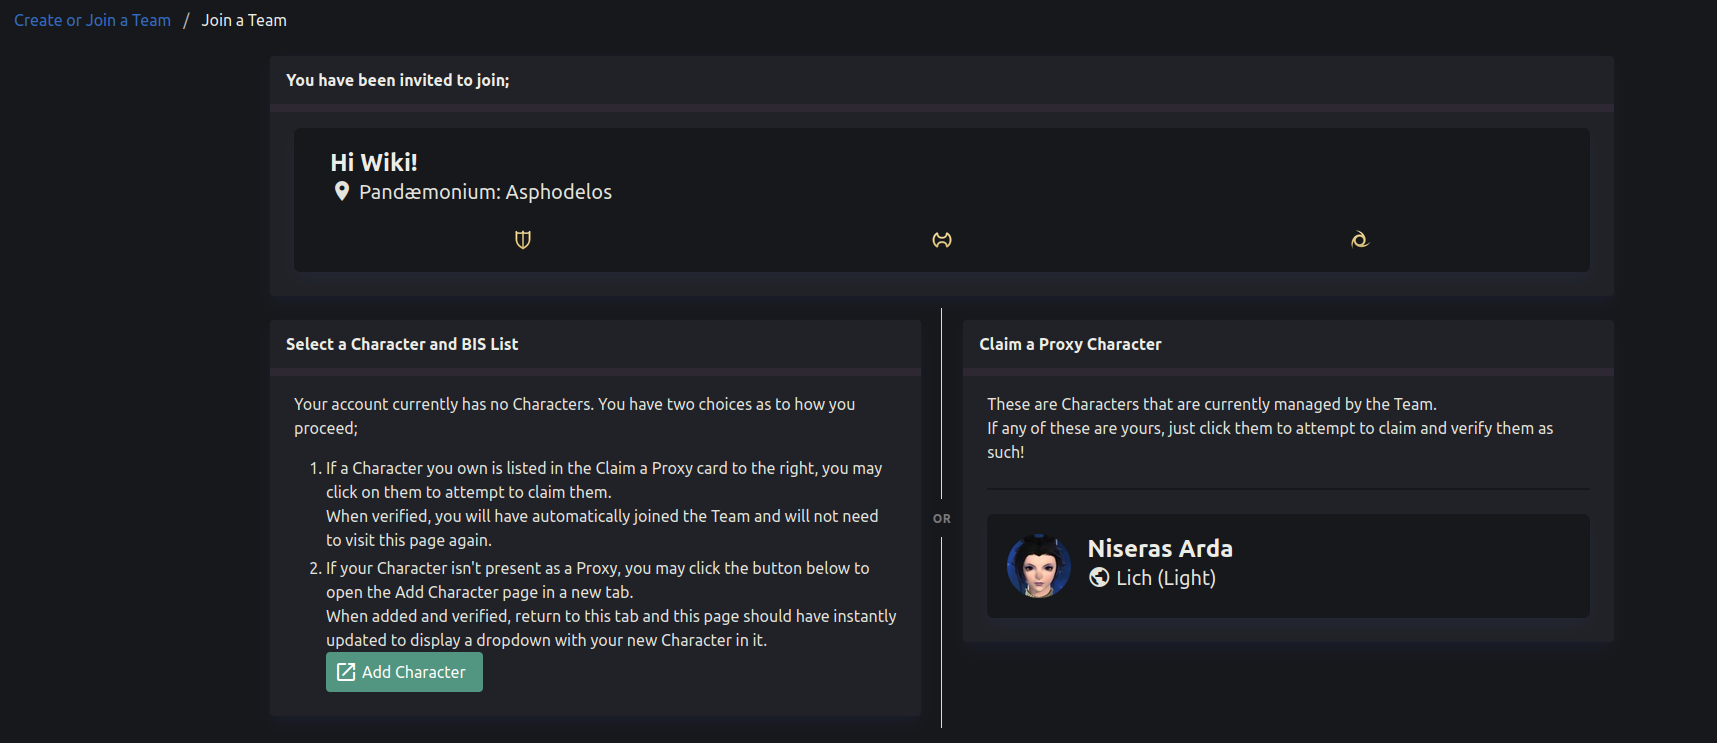 Create or Join a Team / Join a Team
You have been invited to join;
Hi Wiki!
Pandæmonium: Asphodelos
Select a Character and BIS List
Your account currently has no Characters. You have two choices as to how you
proceed;
1. If a Character you own is listed in the Claim a Proxy card to the right, you may
click on them to attempt to claim them.
When verified, you will have automatically joined the Team and will not need
to visit this page again.
2. If your Character isn't present as a Proxy, you may click the button below to
open the Add Character page in a new tab.
When added and verified, return to this tab and this page should have instantly
updated to display a dropdown with your new Character in it.
Add Character
OR
Claim a Proxy Character
These are Characters that are currently managed by the Team.
If any of these are yours, just click them to attempt to claim and verify them as
such!
Niseras Arda
Lich (Light)